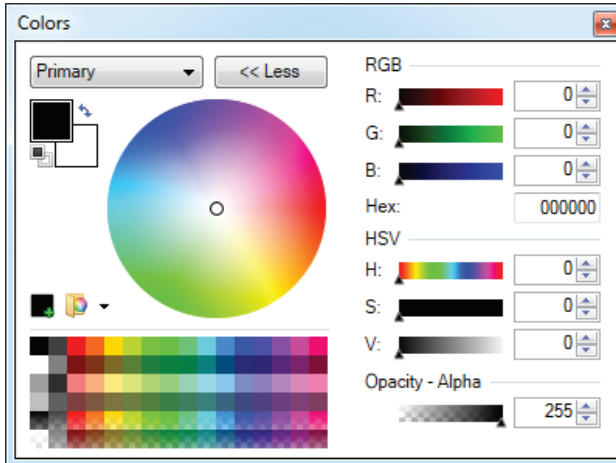 Colors
Primary
<< Less
RGB
R: 0
G: 0
B: 0
Hex: 000000
HSV
H: 0
S: 0
V: 0
Opacity - Alpha
255